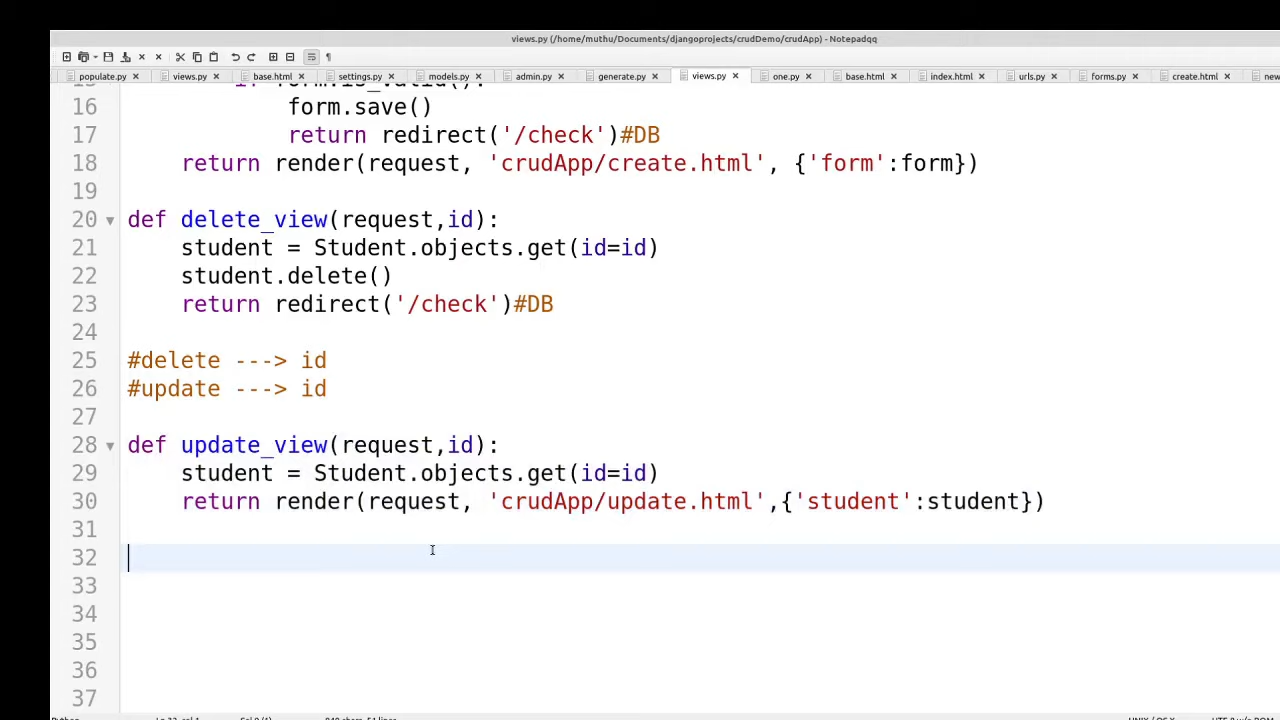 views.py (/home/muthu/Documents/djangoprojects/crudDemo/crudApp) - Notepadqq
populate.py views.py base.html settings.py models.py admin.py generate.py views.py one.py base.html index.html urls.py forms.py create.html new
15 if form.is_valid():
16 form.save()
17 return redirect('/check')#DB
18 return render(request, 'crudApp/create.html', {'form':form})
19
20 def delete_view(request,id):
21 student = Student.objects.get(id=id)
22 student.delete()
23 return redirect('/check')#DB
24
25 #delete ---> id
26 #update ---> id
27
28 def update_view(request,id):
29 student = Student.objects.get(id=id)
30 return render(request, 'crudApp/update.html',{'student':student})
31
32
33
34
35
36
37